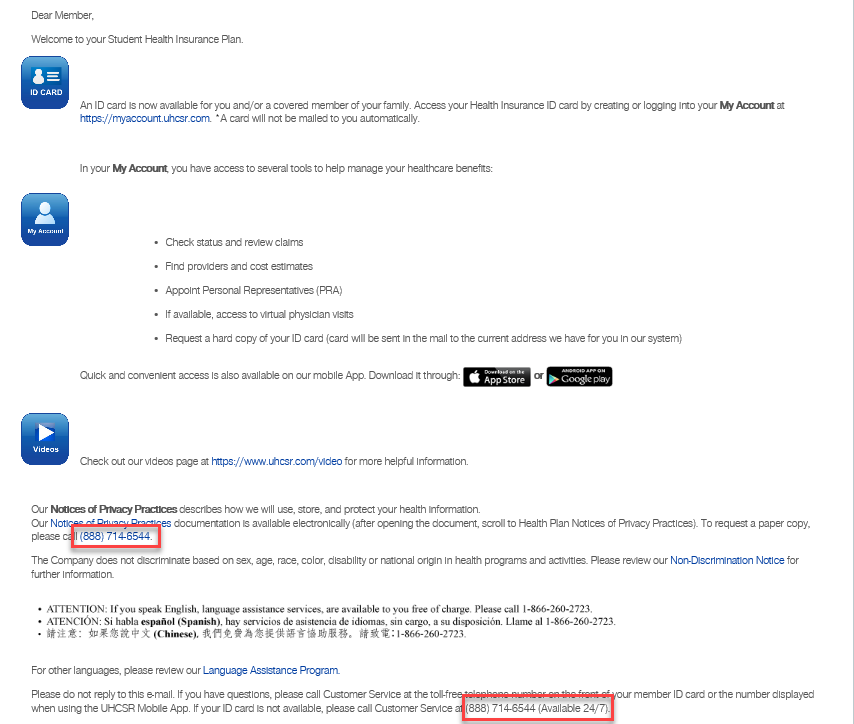 Dear Member,
Welcome to your Student Health Insurance Plan.
ID CARD
An ID card is now available for you and/or a covered member of your family. Access your Health Insurance ID card by creating or logging into your My Account at
https://myaccount.uhcsr.com. *A card will not be mailed to you automatically.
In your My Account, you have access to several tools to help manage your healthcare benefits:
My Account
• Check status and review claims
• Find providers and cost estimates
• Appoint Personal Representatives (PRA)
• If available, access to virtual physician visits
• Request a hard copy of your ID card (card will be sent in the mail to the current address we have for you in our system)
Quick and convenient access is also available on our mobile App. Download it through: Download on the App Store or ANDROID APP ON Google play
Videos
Check out our videos page at https://www.uhcsr.com/video for more helpful information.
Our Notices of Privacy Practices describes how we will use, store, and protect your health information.
Our Notices of Privacy Practices documentation is available electronically (after opening the document, scroll to Health Plan Notices of Privacy Practices). To request a paper copy,
please call (888) 714-6544.
The Company does not discriminate based on sex, age, race, color, disability or national origin in health programs and activities. Please review our Non-Discrimination Notice for
further information.
• ATTENTION: If you speak English, language assistance services, are available to you free of charge. Please call 1-866-260-2723.
• ATENCIÓN: Si habla español (Spanish), hay servicios de asistencia de idiomas, sin cargo, a su disposición. Llame al 1-866-260-2723.
• 請注意：如果您說中文 (Chinese), 我們免費為您提供語言協助服務。請致電：1-866-260-2723.
For other languages, please review our Language Assistance Program.
Please do not reply to this e-mail. If you have questions, please call Customer Service at the toll-free telephone number on the front of your member ID card or the number displayed
when using the UHCSR Mobile App. If your ID card is not available, please call Customer Service at (888) 714-6544 (Available 24/7).